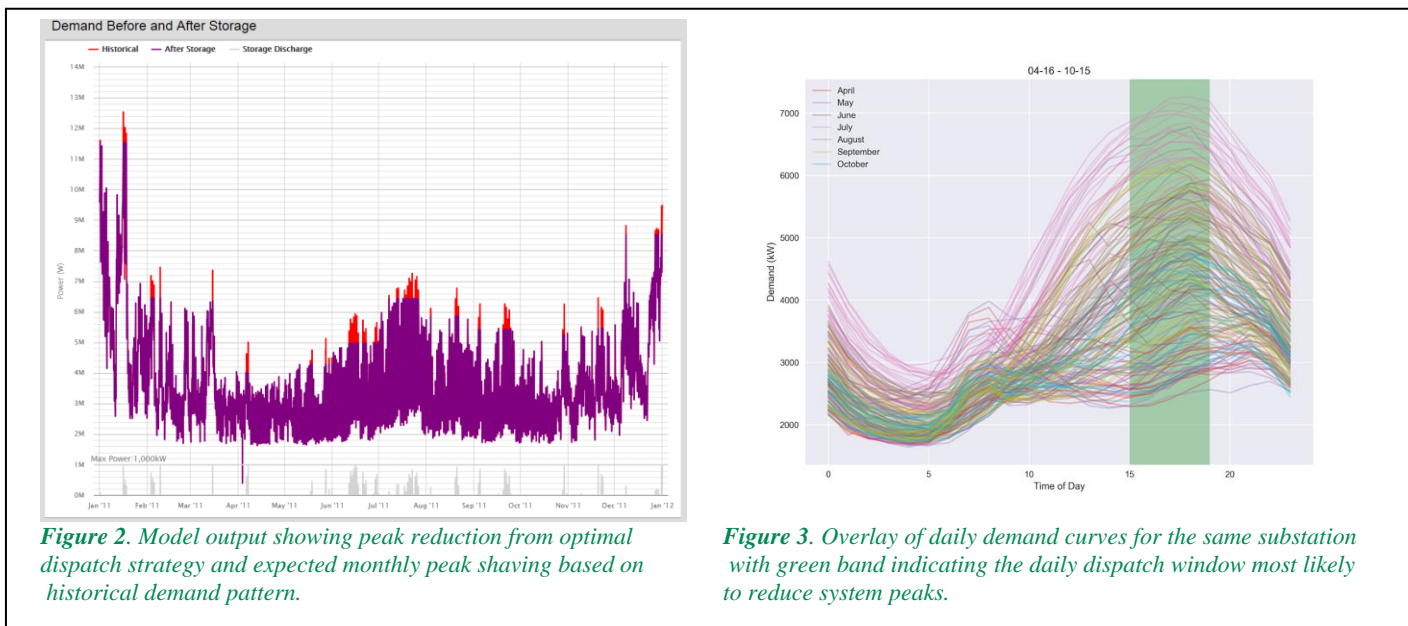 Demand Before and After Storage
Historical After Storage Storage Discharge
14M
13M
12M
11M
10M
9M
8M
7M
6M
5M
4M
3M
2M
1M
0M
Power (W)
Max Power:1,000kW
Jan '11 Feb '11 Mar '11 Apr '11 May '11 Jun '11 Jul '11 Aug '11 Sep '11 Oct '11 Nov '11 Dec '11 Jan '12
Figure 2. Model output showing peak reduction from optimal
dispatch strategy and expected monthly peak shaving based on
historical demand pattern.
04-16 - 10-15
April
May
June
July
August
September
October
7000
6000
5000
4000
3000
2000
Demand (kW)
0 5 10 15 20
Time of Day
Figure 3. Overlay of daily demand curves for the same substation
with green band indicating the daily dispatch window most likely
to reduce system peaks.